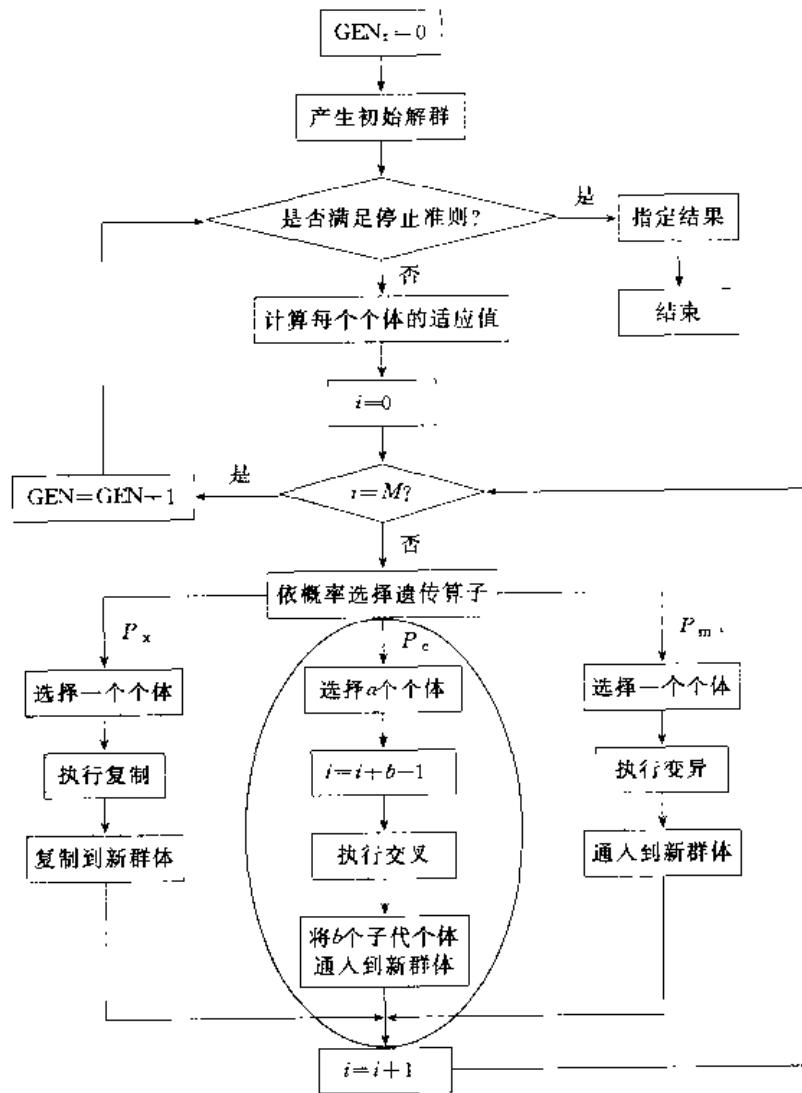 GEN:=0
产生初始解群
是否满足停止准则?
是
指定结果
否
结束
计算每个个体的适应值
i=0
是
GEN=GEN+1
i=M?
否
依概率选择遗传算子
P_x
P_c
P_m
选择一个个体
选择a个个体
选择一个个体
执行复制
i=i+b-1
执行变异
复制到新群体
执行交叉
通人到新群体
将b个子代个体
通人到新群体
i=i+1